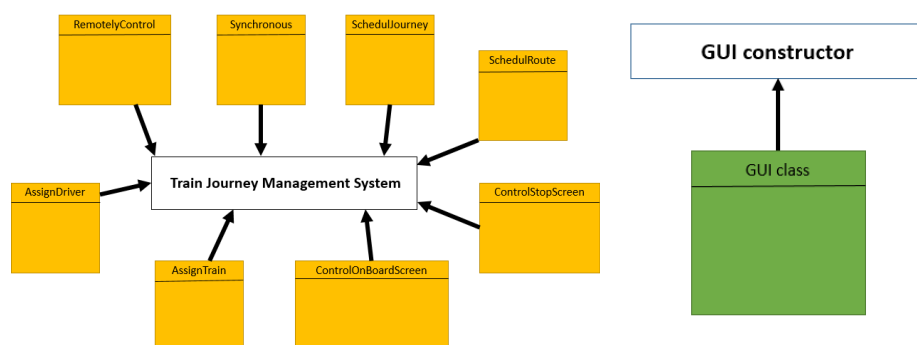 RemotelyControl
Synchronous
SchedulJourney
SchedulRoute
GUI constructor
Train Journey Management System
GUI class
AssignDriver
ControlStopScreen
AssignTrain
ControlOnBoardScreen